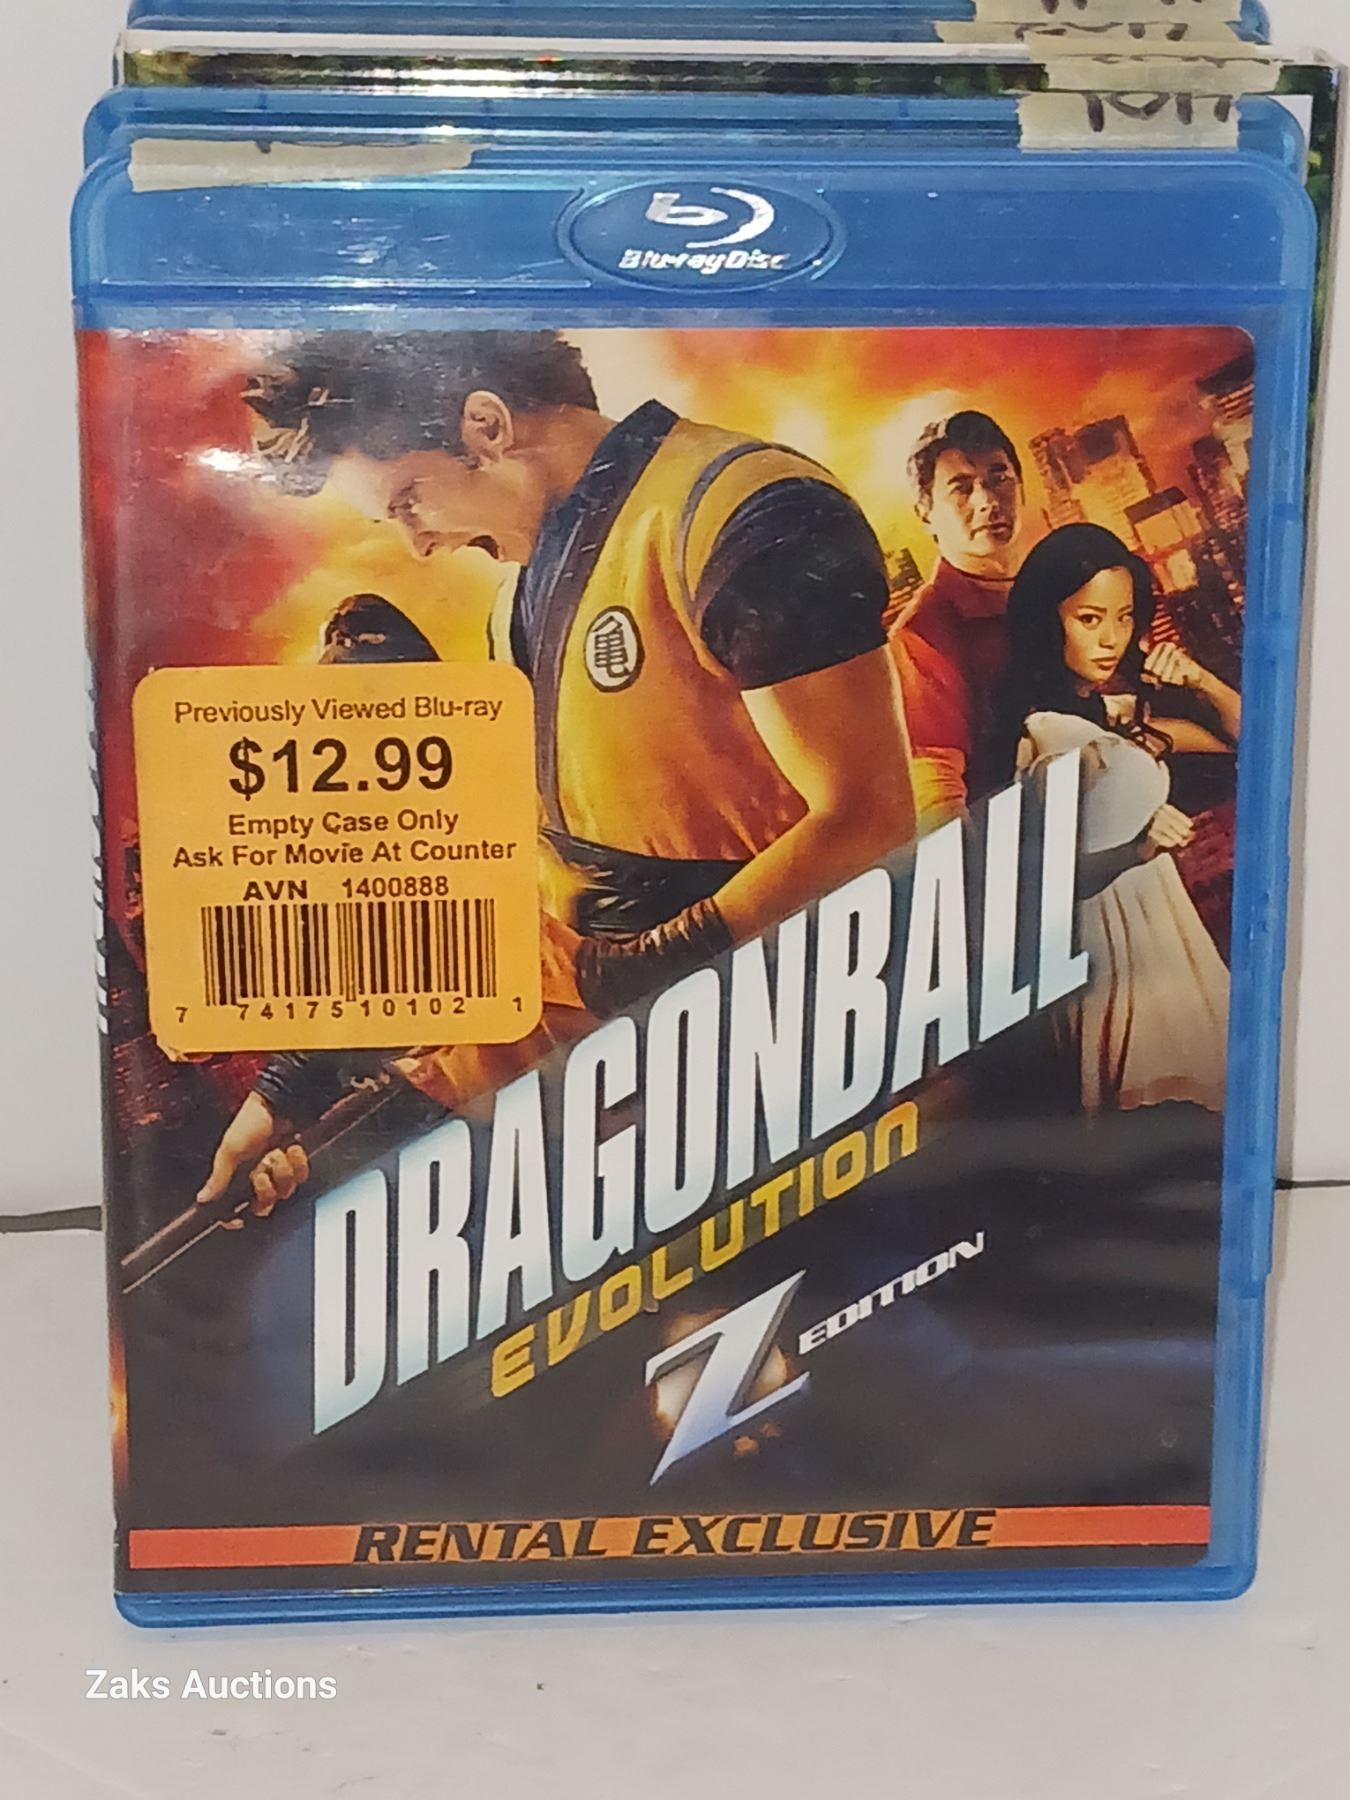 Blu-ray Disc
亀
Previously Viewed Blu-ray
$12.99
Empty Case Only
Ask For Movie At Counter
AVN 1400888
7 74175 10102 1
DRAGONBALL
EVOLUTION
Z EDITION
RENTAL EXCLUSIVE
Zaks Auctions